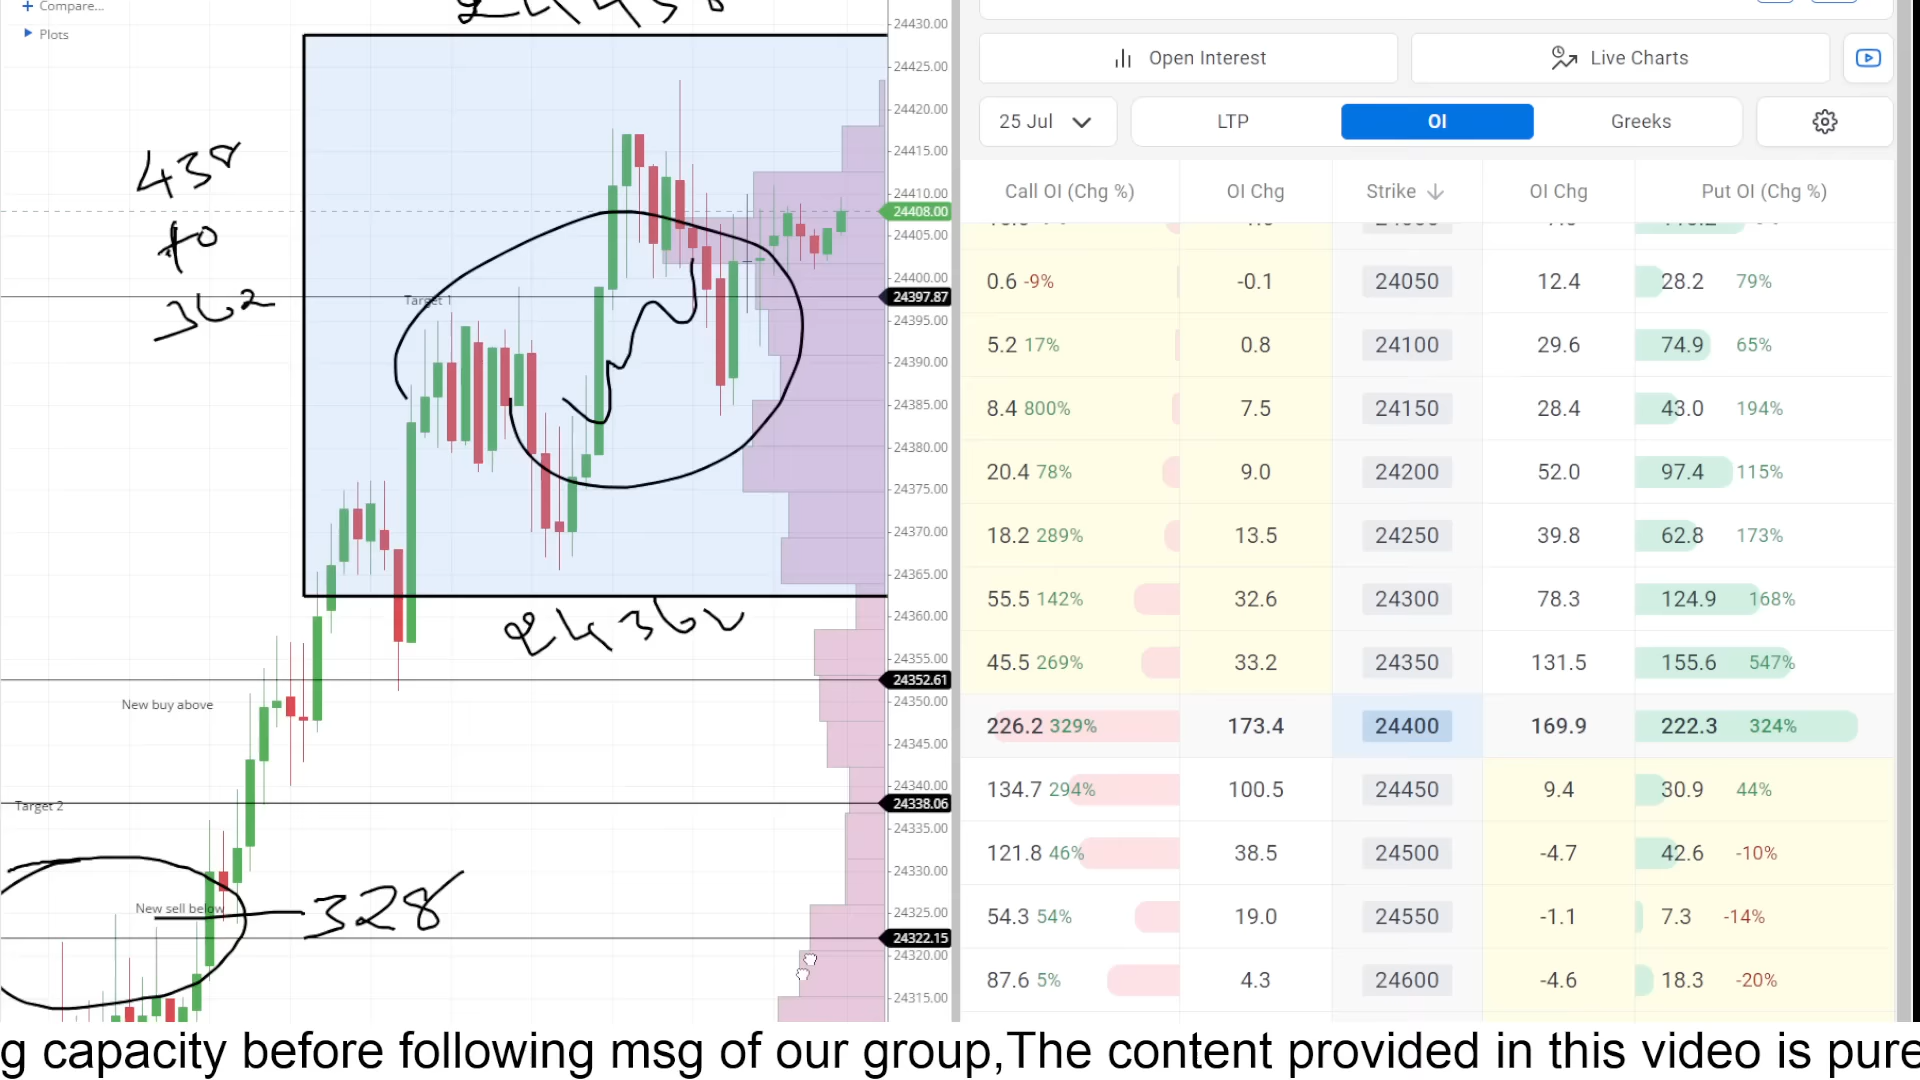 + Compare...
Plots
24438
24430.00
24425.00
24420.00
24415.00
24410.00
24408.00
24405.00
24400.00
24397.87
24395.00
24390.00
24385.00
24380.00
24375.00
24370.00
24365.00
24360.00
24355.00
24352.61
24350.00
24345.00
24340.00
24338.06
24335.00
24330.00
24325.00
24322.15
24320.00
24315.00
438
to
362
Target 1
24362
New buy above
Target 2
New sell below
328
Open Interest
Live Charts
25 Jul
LTP
OI
Greeks
Call OI (Chg %) OI Chg Strike ↓ OI Chg Put OI (Chg %)
0.6 -9% -0.1 24050 12.4 28.2 79%
5.2 17% 0.8 24100 29.6 74.9 65%
8.4 800% 7.5 24150 28.4 43.0 194%
20.4 78% 9.0 24200 52.0 97.4 115%
18.2 289% 13.5 24250 39.8 62.8 173%
55.5 142% 32.6 24300 78.3 124.9 168%
45.5 269% 33.2 24350 131.5 155.6 547%
226.2 329% 173.4 24400 169.9 222.3 324%
134.7 294% 100.5 24450 9.4 30.9 44%
121.8 46% 38.5 24500 -4.7 42.6 -10%
54.3 54% 19.0 24550 -1.1 7.3 -14%
87.6 5% 4.3 24600 -4.6 18.3 -20%
g capacity before following msg of our group,The content provided in this video is pure